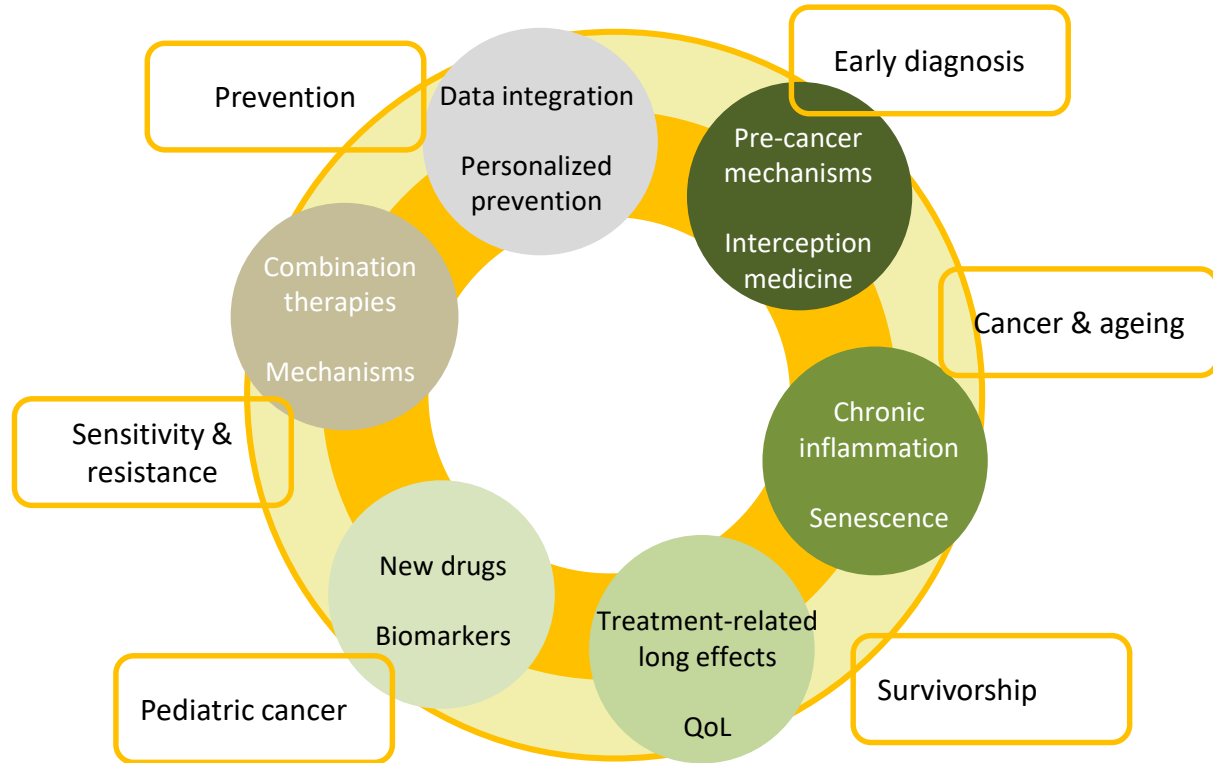 Prevention
Data integration
Personalized
prevention
Early diagnosis
Pre-cancer
mechanisms
Interception
medicine
Cancer & ageing
Chronic
inflammation
Senescence
Survivorship
Treatment-related
long effects
QoL
Pediatric cancer
New drugs
Biomarkers
Sensitivity &
resistance
Combination
therapies
Mechanisms